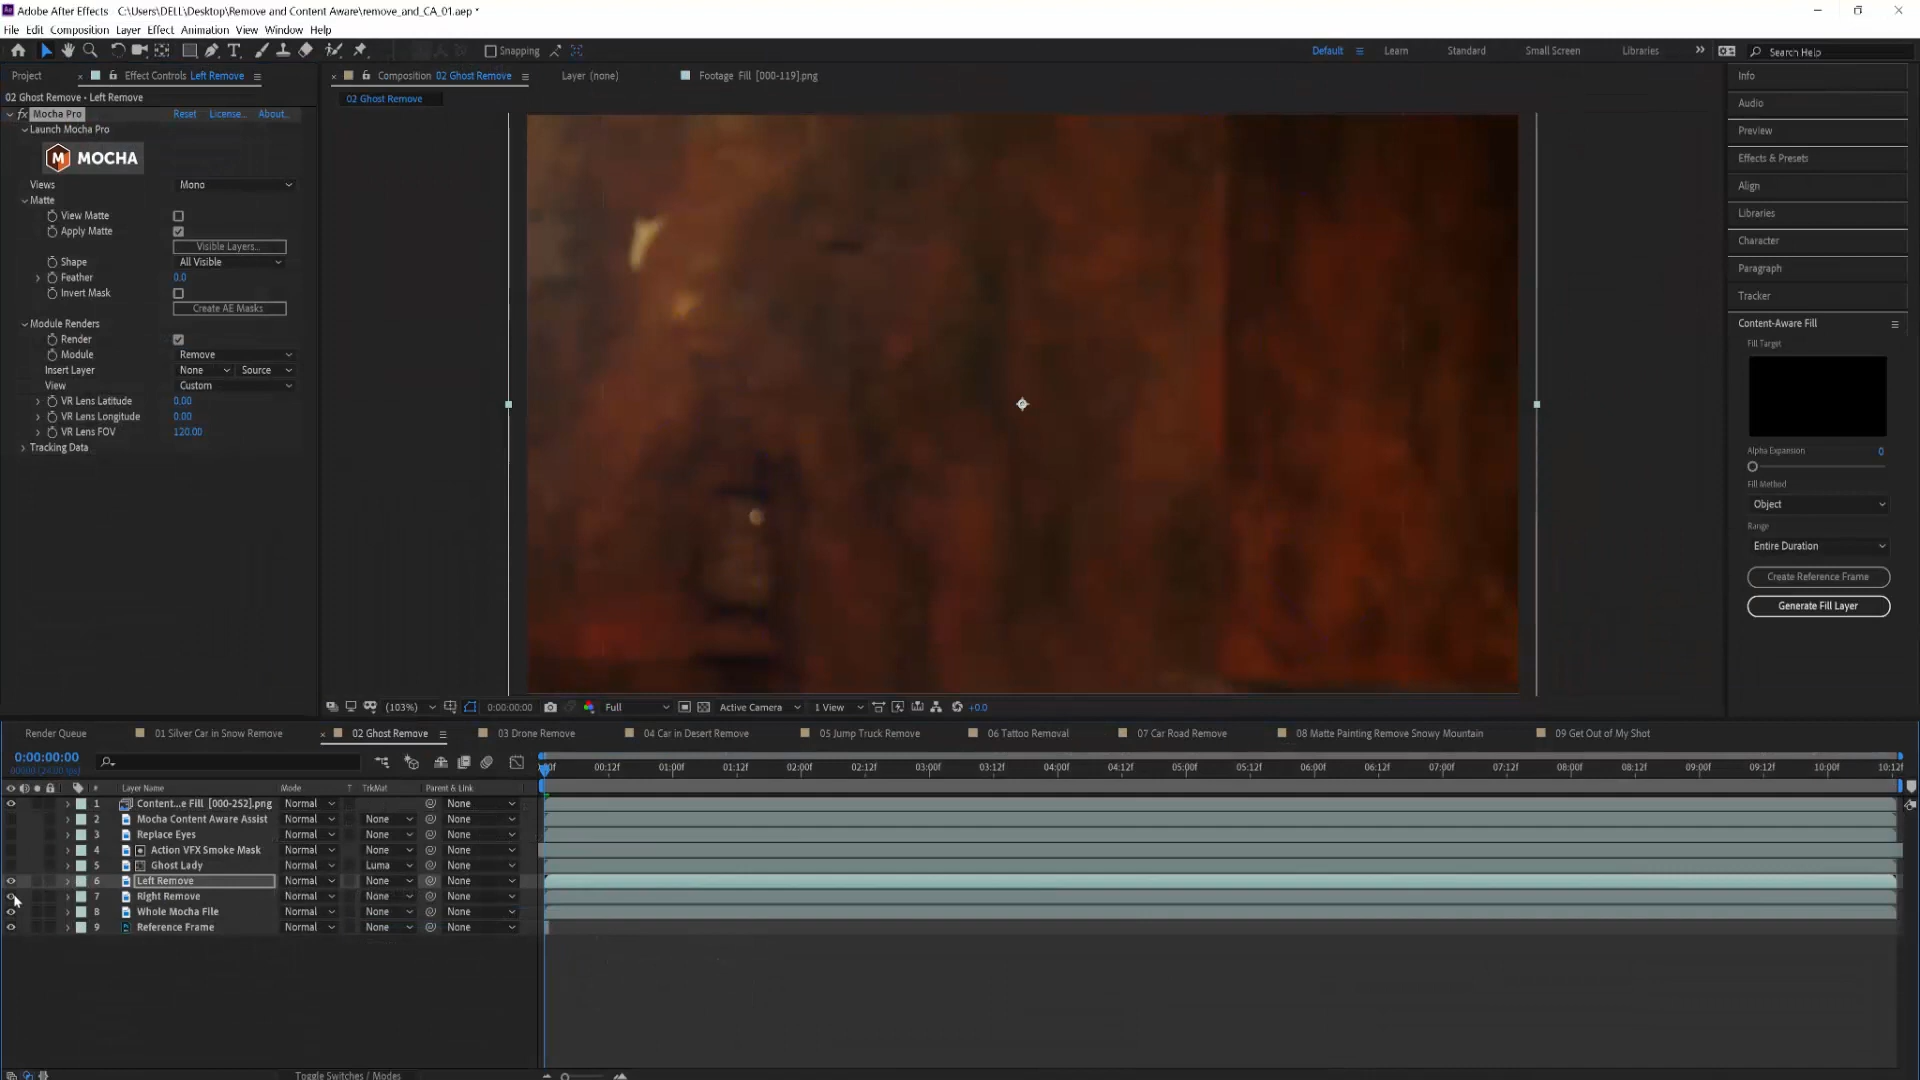 Adobe After Effects   C:\Users\DELL\Desktop\Remove and Content Aware\remove_and_CA_01.aep *
File Edit Composition Layer Effect Animation View Window Help
Snapping
Default Learn Standard Small Screen Libraries Search Help
Project Effect Controls Left Remove
Composition 02 Ghost Remove Layer (none) Footage Fill [000-119].png
02 Ghost Remove • Left Remove
02 Ghost Remove
fx Mocha Pro Reset License... About...
Launch Mocha Pro
M MOCHA
Views Mono
Matte
View Matte
Apply Matte
Visible Layers...
Shape All Visible
Feather 0.0
Invert Mask
Create AE Masks
Module Renders
Render
Module Remove
Insert Layer None Source
View Custom
VR Lens Latitude 0.00
VR Lens Longitude 0.00
VR Lens FOV 120.00
Tracking Data
Info
Audio
Preview
Effects & Presets
Align
Libraries
Character
Paragraph
Tracker
Content-Aware Fill
Fill Target
Alpha Expansion 0
Fill Method
Object
Range
Entire Duration
Create Reference Frame
Generate Fill Layer
(103%) 0:00:00:00 Full Active Camera 1 View +0.0
Render Queue 01 Silver Car in Snow Remove 02 Ghost Remove 03 Drone Remove 04 Car in Desert Remove 05 Jump Truck Remove 06 Tattoo Removal 07 Car Road Remove 08 Matte Painting Remove Snowy Mountain 09 Get Out of My Shot
0:00:00:00
00:12f 01:00f 01:12f 02:00f 02:12f 03:00f 03:12f 04:00f 04:12f 05:00f 05:12f 06:00f 06:12f 07:00f 07:12f 08:00f 08:12f 09:00f 09:12f 10:00f 10:12f
# Layer Name Mode T TrkMat Parent & Link
1 Content...e Fill [000-252].png Normal None
2 Mocha Content Aware Assist Normal None None
3 Replace Eyes Normal None None
4 Action VFX Smoke Mask Normal None None
5 Ghost Lady Normal Luma None
6 Left Remove Normal None None
7 Right Remove Normal None None
8 Whole Mocha File Normal None None
9 Reference Frame Normal None None
Toggle Switches / Modes